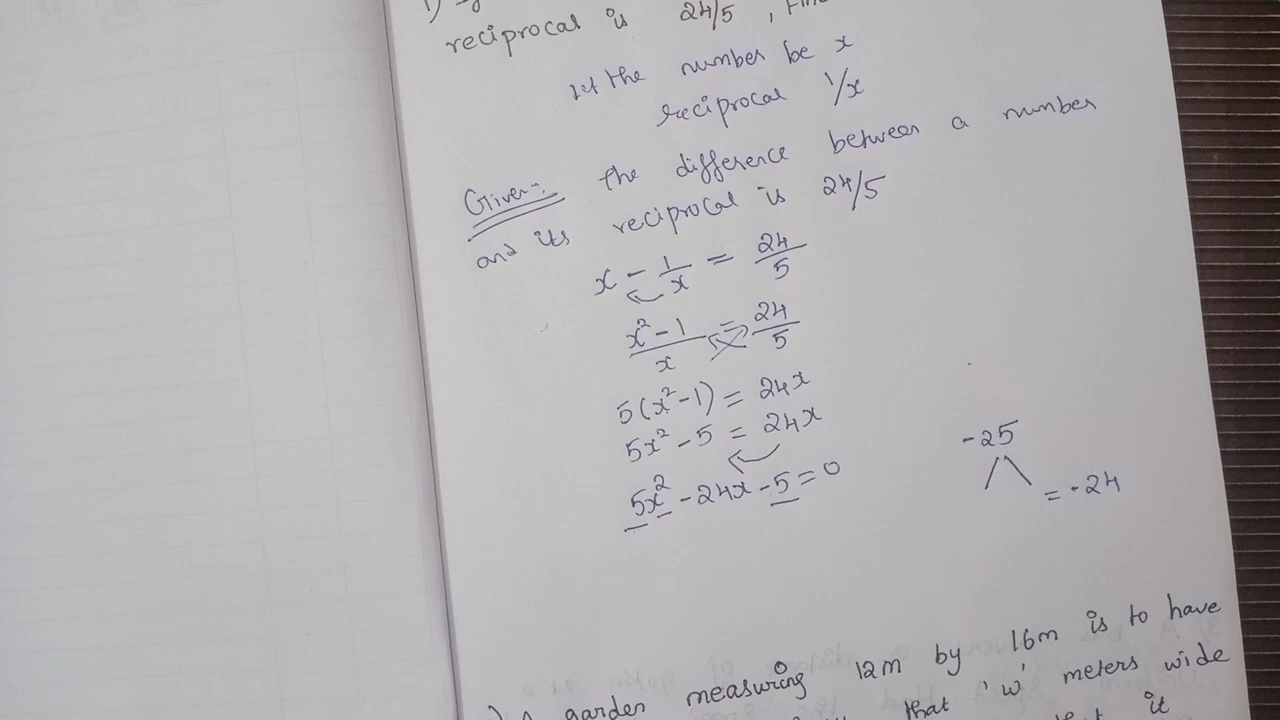 reciprocal is 24/5 , Find
let the number be x
reciprocal 1/x
Given:- the difference between a number
and its reciprocal is 24/5
x - 1/x = 24/5
x² - 1/x = 24/5
5(x²-1) = 24x
5x² - 5 = 24x
5x² - 24x - 5 = 0
-25
= -24
garden measuring 12m by 16m is to have
that 'w' meters wide
it